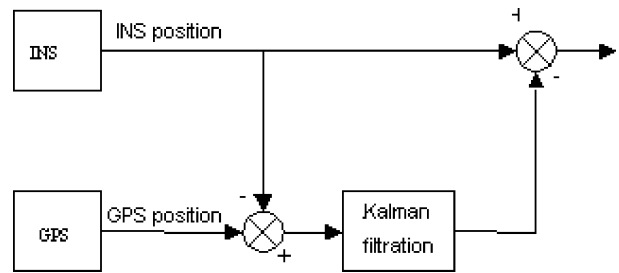 INS position
INS
+
-
GPS position
GPS
-
+
Kalman
filtration